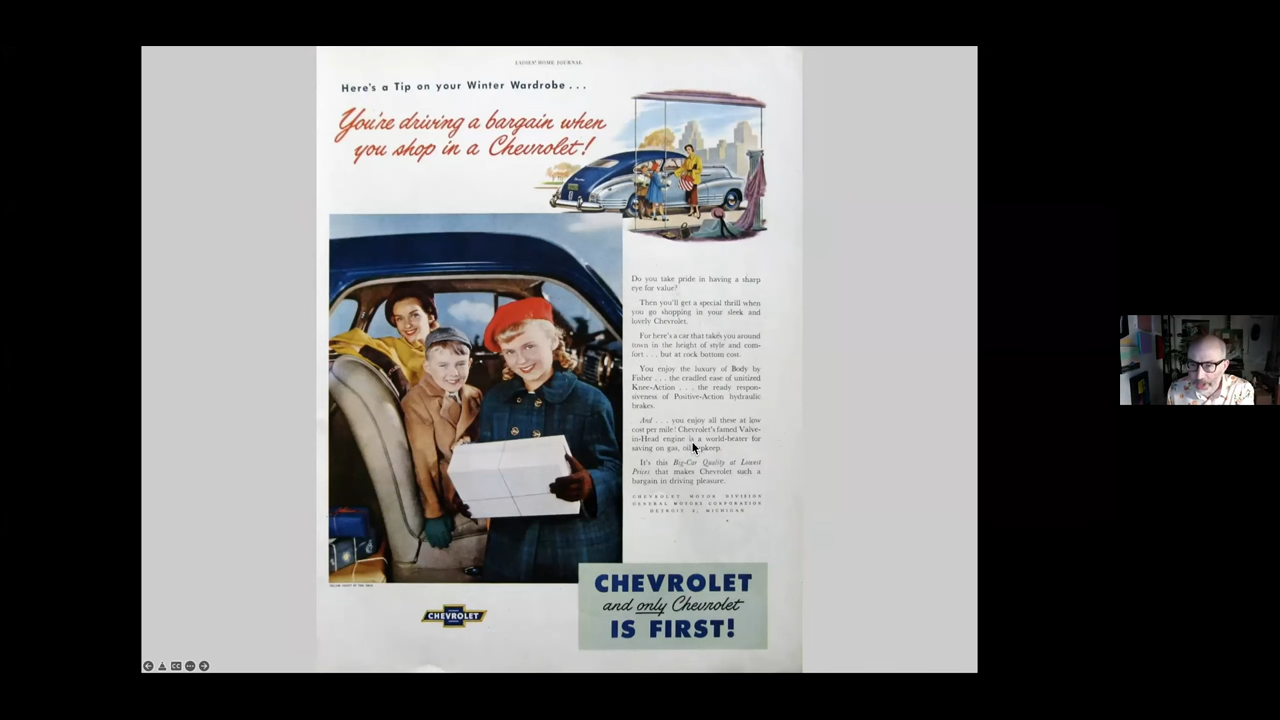 LADIES' HOME JOURNAL
Here's a Tip on your Winter Wardrobe . . .
You're driving a bargain when
you shop in a Chevrolet!
Do you take pride in having a sharp
eye for value?
Then you'll get a special thrill when
you go shopping in your sleek and
lovely Chevrolet.
For here's a car that takes you around
town in the height of style and com-
fort . . . but at rock bottom cost.
You enjoy the luxury of Body by
Fisher . . . the cradled ease of unitized
Knee-Action . . . the ready respon-
siveness of Positive-Action hydraulic
brakes.
And . . . you enjoy all these at low
cost per mile! Chevrolet's famed Valve-
in-Head engine is a world-beater for
saving on gas, oil, upkeep.
It's this Big-Car Quality at Lowest
Prices that makes Chevrolet such a
bargain in driving pleasure.
CHEVROLET MOTOR DIVISION
GENERAL MOTORS CORPORATION
DETROIT 2, MICHIGAN
CHEVROLET
and only Chevrolet
IS FIRST!
CHEVROLET